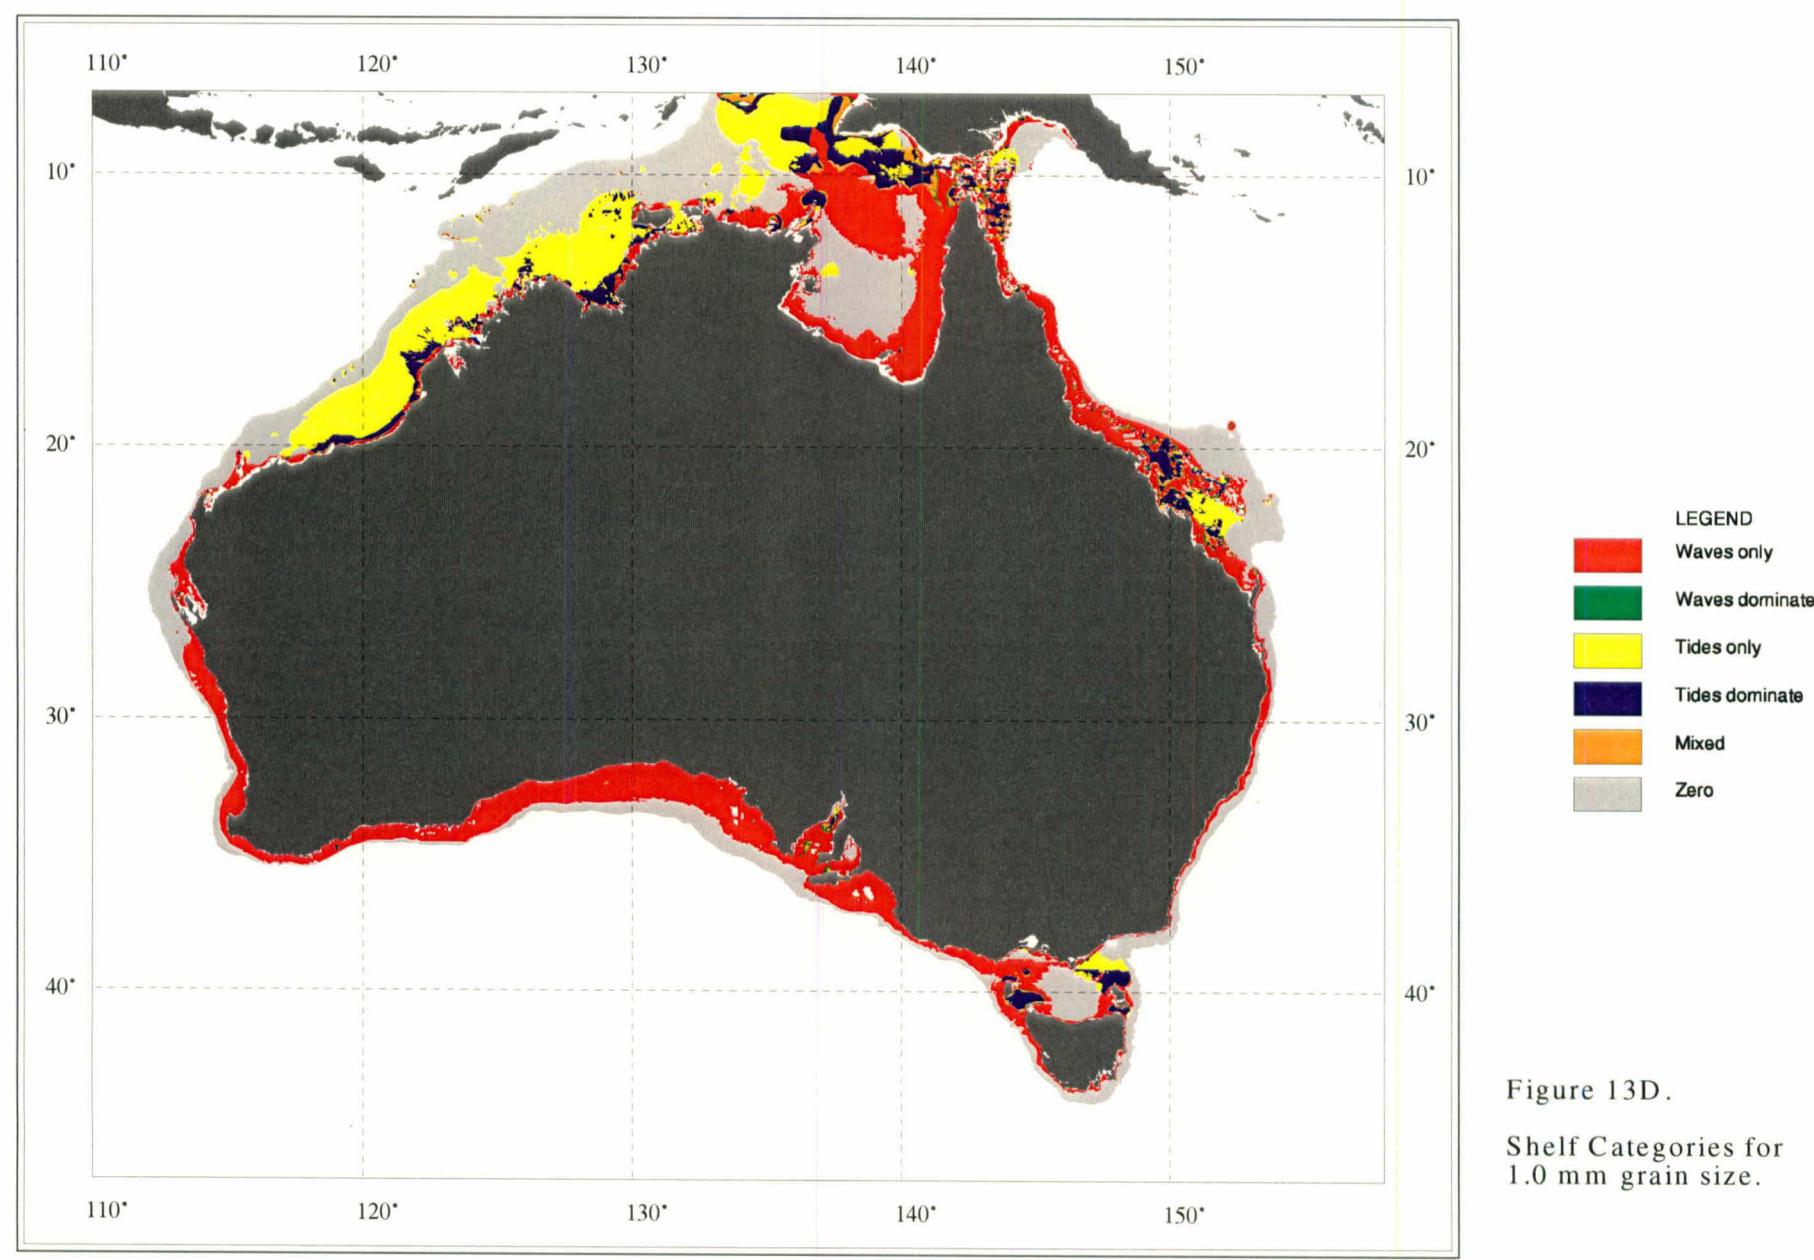 110° 120° 130° 140° 150°
10° 10°
20° 20°
30° 30°
40° 40°
110° 120° 130° 140° 150°
LEGEND
Waves only
Waves dominate
Tides only
Tides dominate
Mixed
Zero
Figure 13D.
Shelf Categories for
1.0 mm grain size.